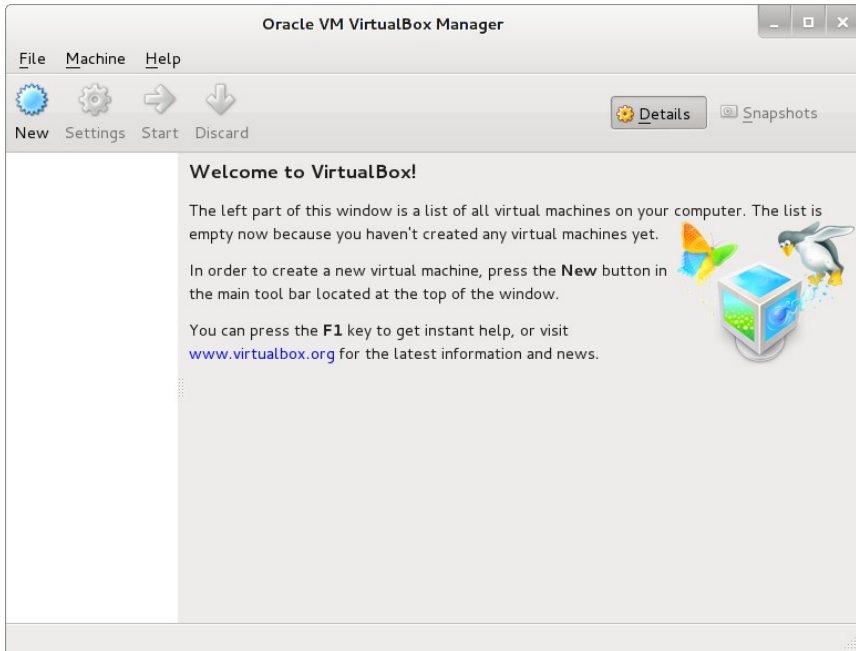 Oracle VM VirtualBox Manager
File Machine Help
New Settings Start Discard
Details Snapshots
Welcome to VirtualBox!
The left part of this window is a list of all virtual machines on your computer. The list is
empty now because you haven't created any virtual machines yet.
In order to create a new virtual machine, press the New button in
the main tool bar located at the top of the window.
You can press the F1 key to get instant help, or visit
www.virtualbox.org for the latest information and news.